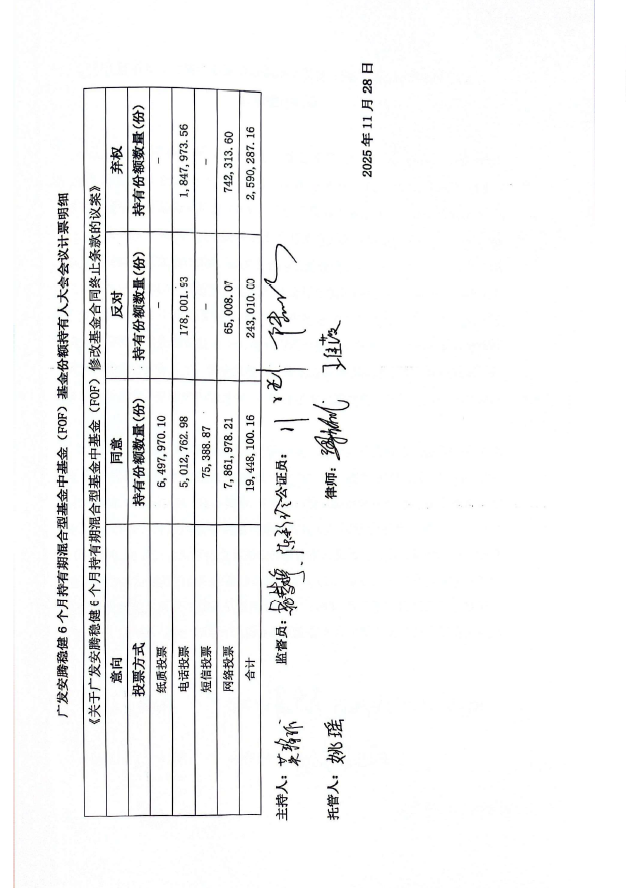 广发安腾稳健6个月持有期混合型基金中基金（FOF）基金份额持有人大会会议计票明细
《关于广发安腾稳健6个月持有期混合型基金中基金（FOF）修改基金合同终止条款的议案》
意向 同意 反对 弃权
投票方式 持有份额数量(份) 持有份额数量(份) 持有份额数量(份)
纸质投票 6,497,970.10 - -
电话投票 5,012,762.98 178,001.93 1,847,973.56
短信投票 75,388.87 - -
网络投票 7,861,978.21 65,008.07 742,313.60
合计 19,448,100.16 243,010.00 2,590,287.16
主持人： 监督员： 公证员：
托管人：姚瑶 律师：
2025年11月28日